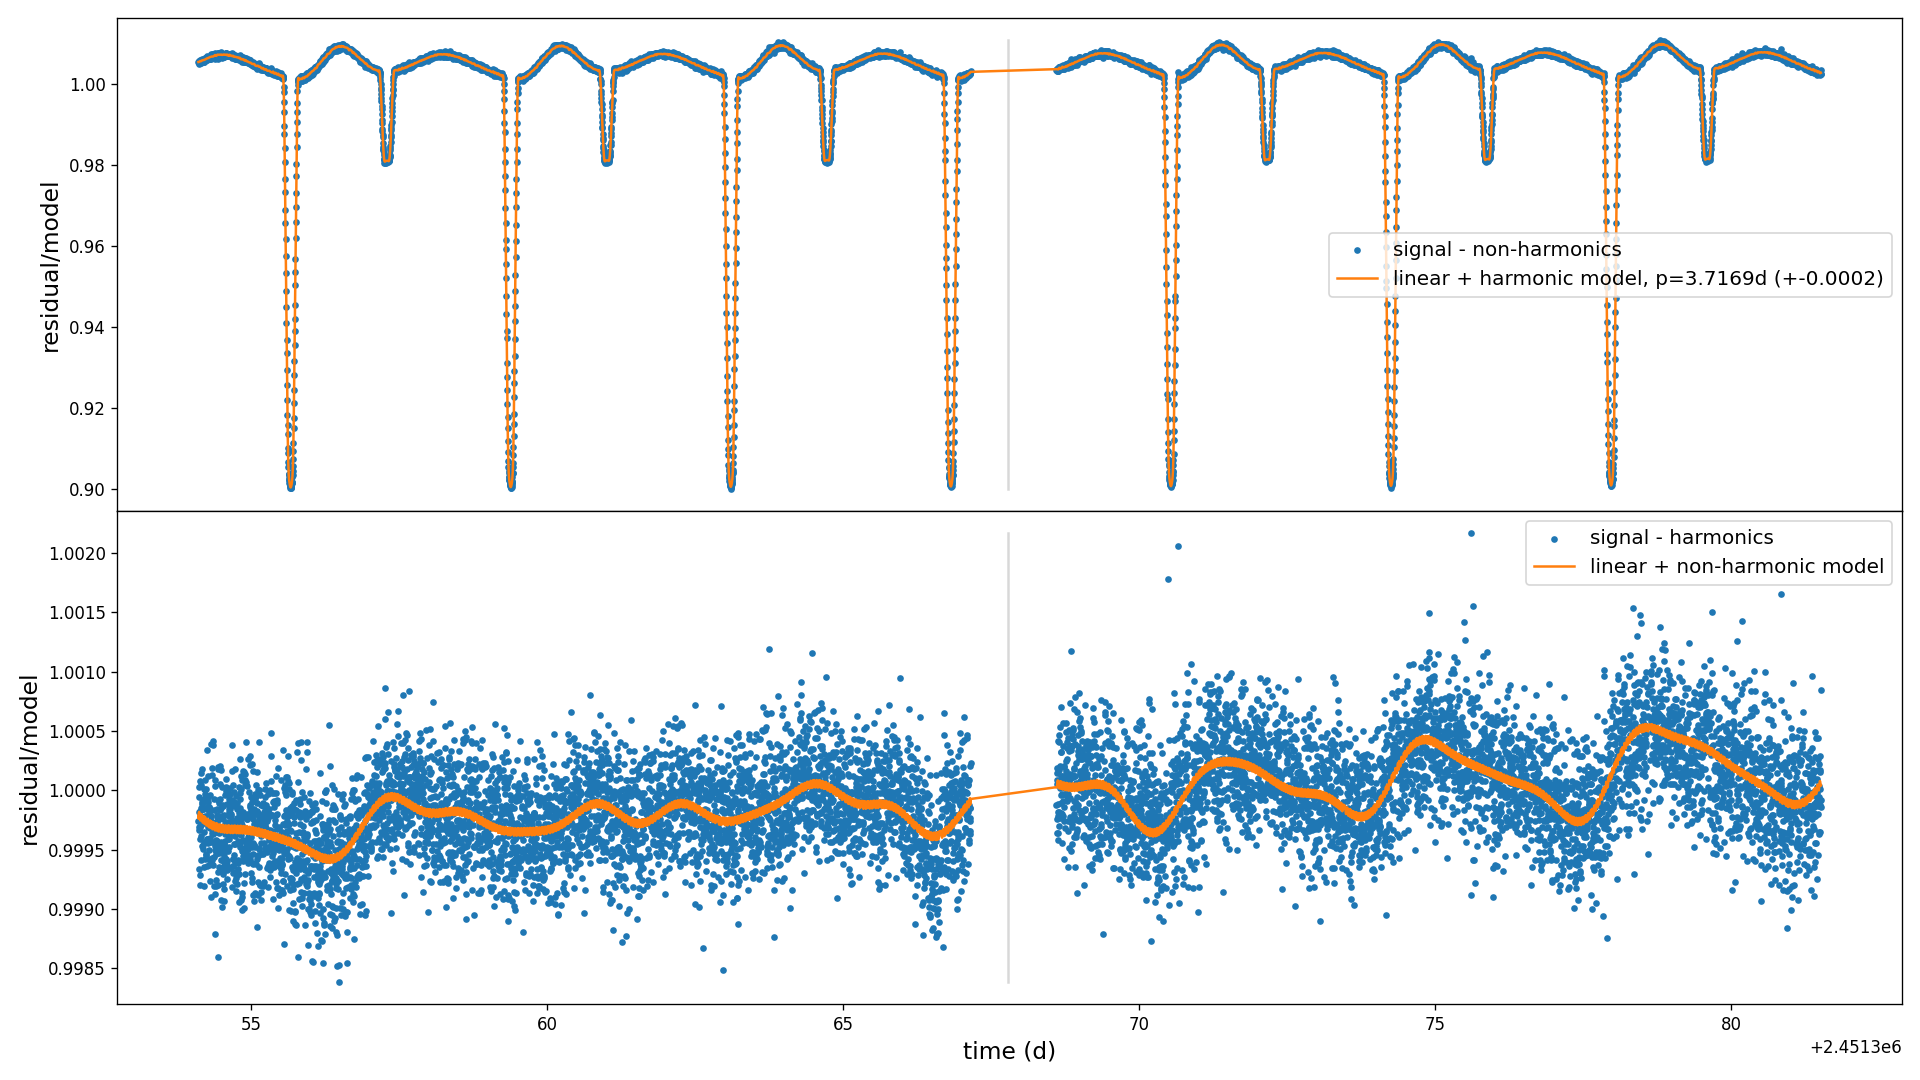 residual/model
1.00
0.98
0.96
0.94
0.92
0.90
signal - non-harmonics
linear + harmonic model, p=3.7169d (+-0.0002)
residual/model
1.0020
1.0015
1.0010
1.0005
1.0000
0.9995
0.9990
0.9985
signal - harmonics
linear + non-harmonic model
55 60 65 70 75 80
time (d)
+2.4513e6